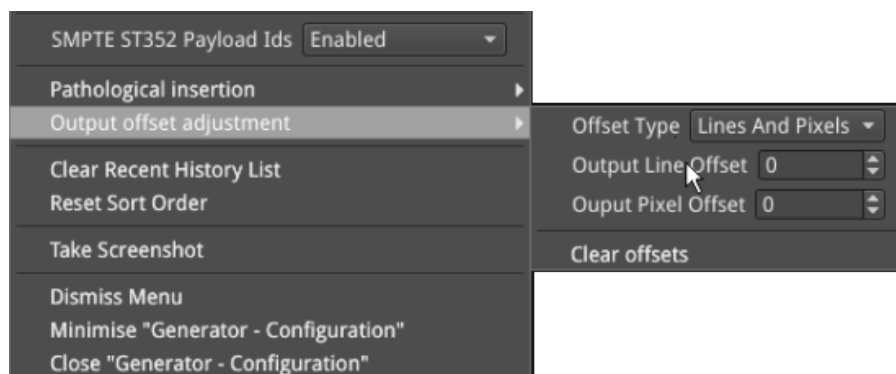 SMPTE ST352 Payload Ids Enabled
Pathological insertion
Output offset adjustment
Offset Type Lines And Pixels
Output Line Offset 0
Ouput Pixel Offset 0
Clear offsets
Clear Recent History List
Reset Sort Order
Take Screenshot
Dismiss Menu
Minimise "Generator - Configuration"
Close "Generator - Configuration"